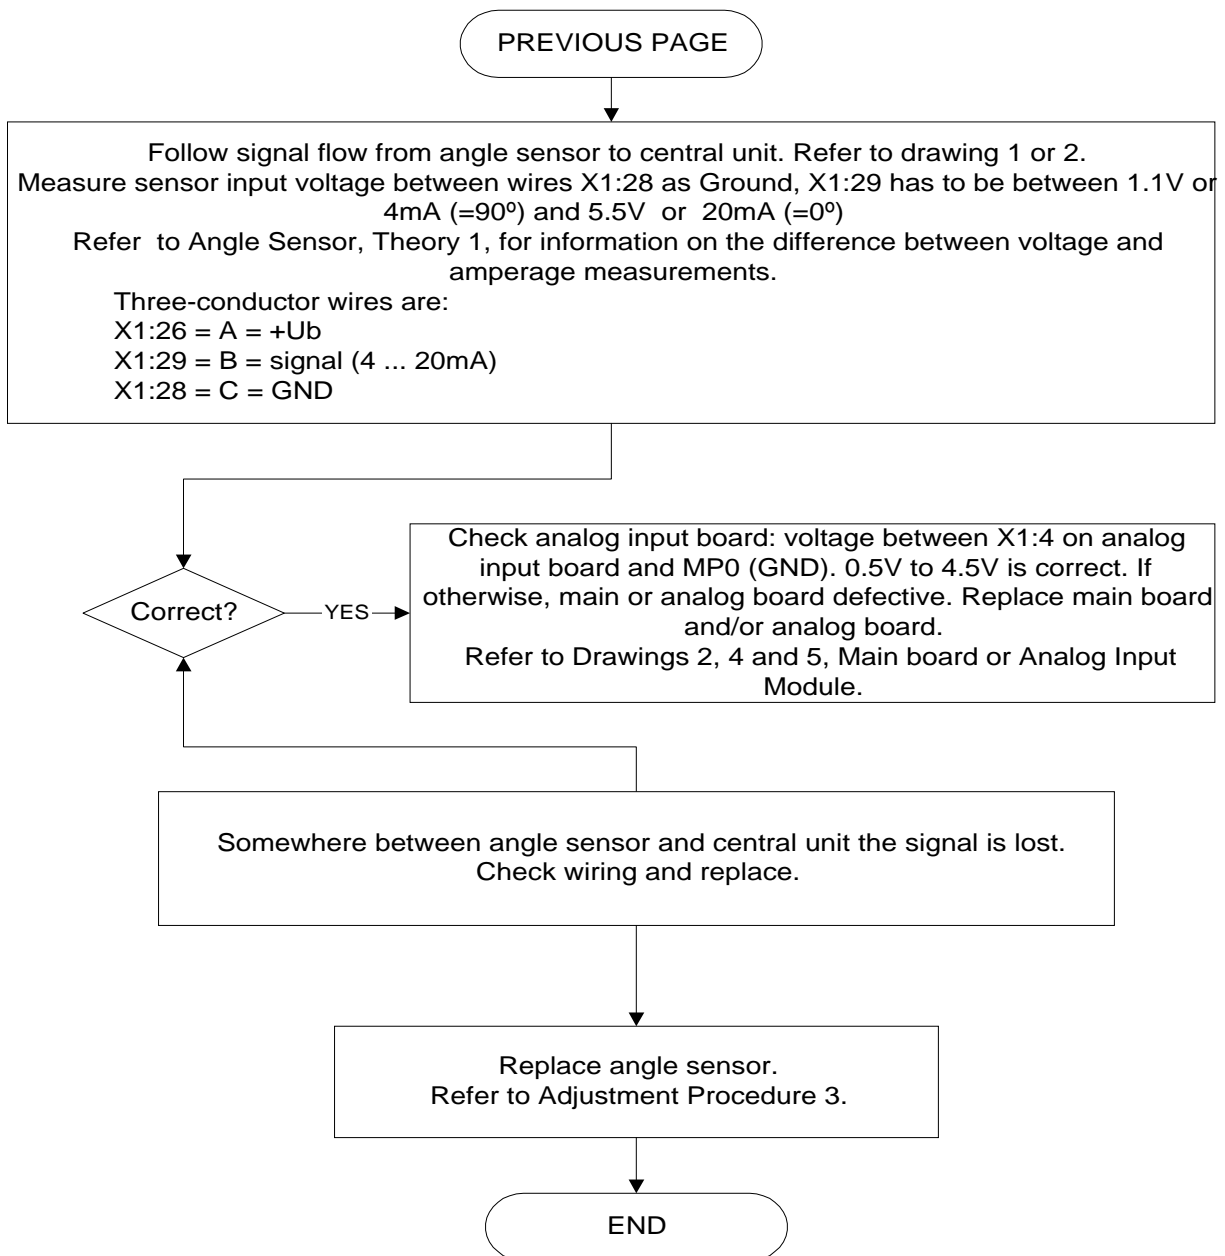 PREVIOUS PAGE
Follow signal flow from angle sensor to central unit. Refer to drawing 1 or 2.
Measure sensor input voltage between wires X1:28 as Ground, X1:29 has to be between 1.1V or
4mA (=90º) and 5.5V or 20mA (=0º)
Refer to Angle Sensor, Theory 1, for information on the difference between voltage and
amperage measurements.
Three-conductor wires are:
X1:26 = A = +Ub
X1:29 = B = signal (4 ... 20mA)
X1:28 = C = GND
Correct?
YES
Check analog input board: voltage between X1:4 on analog
input board and MP0 (GND). 0.5V to 4.5V is correct. If
otherwise, main or analog board defective. Replace main board
and/or analog board.
Refer to Drawings 2, 4 and 5, Main board or Analog Input
Module.
Somewhere between angle sensor and central unit the signal is lost.
Check wiring and replace.
Replace angle sensor.
Refer to Adjustment Procedure 3.
END